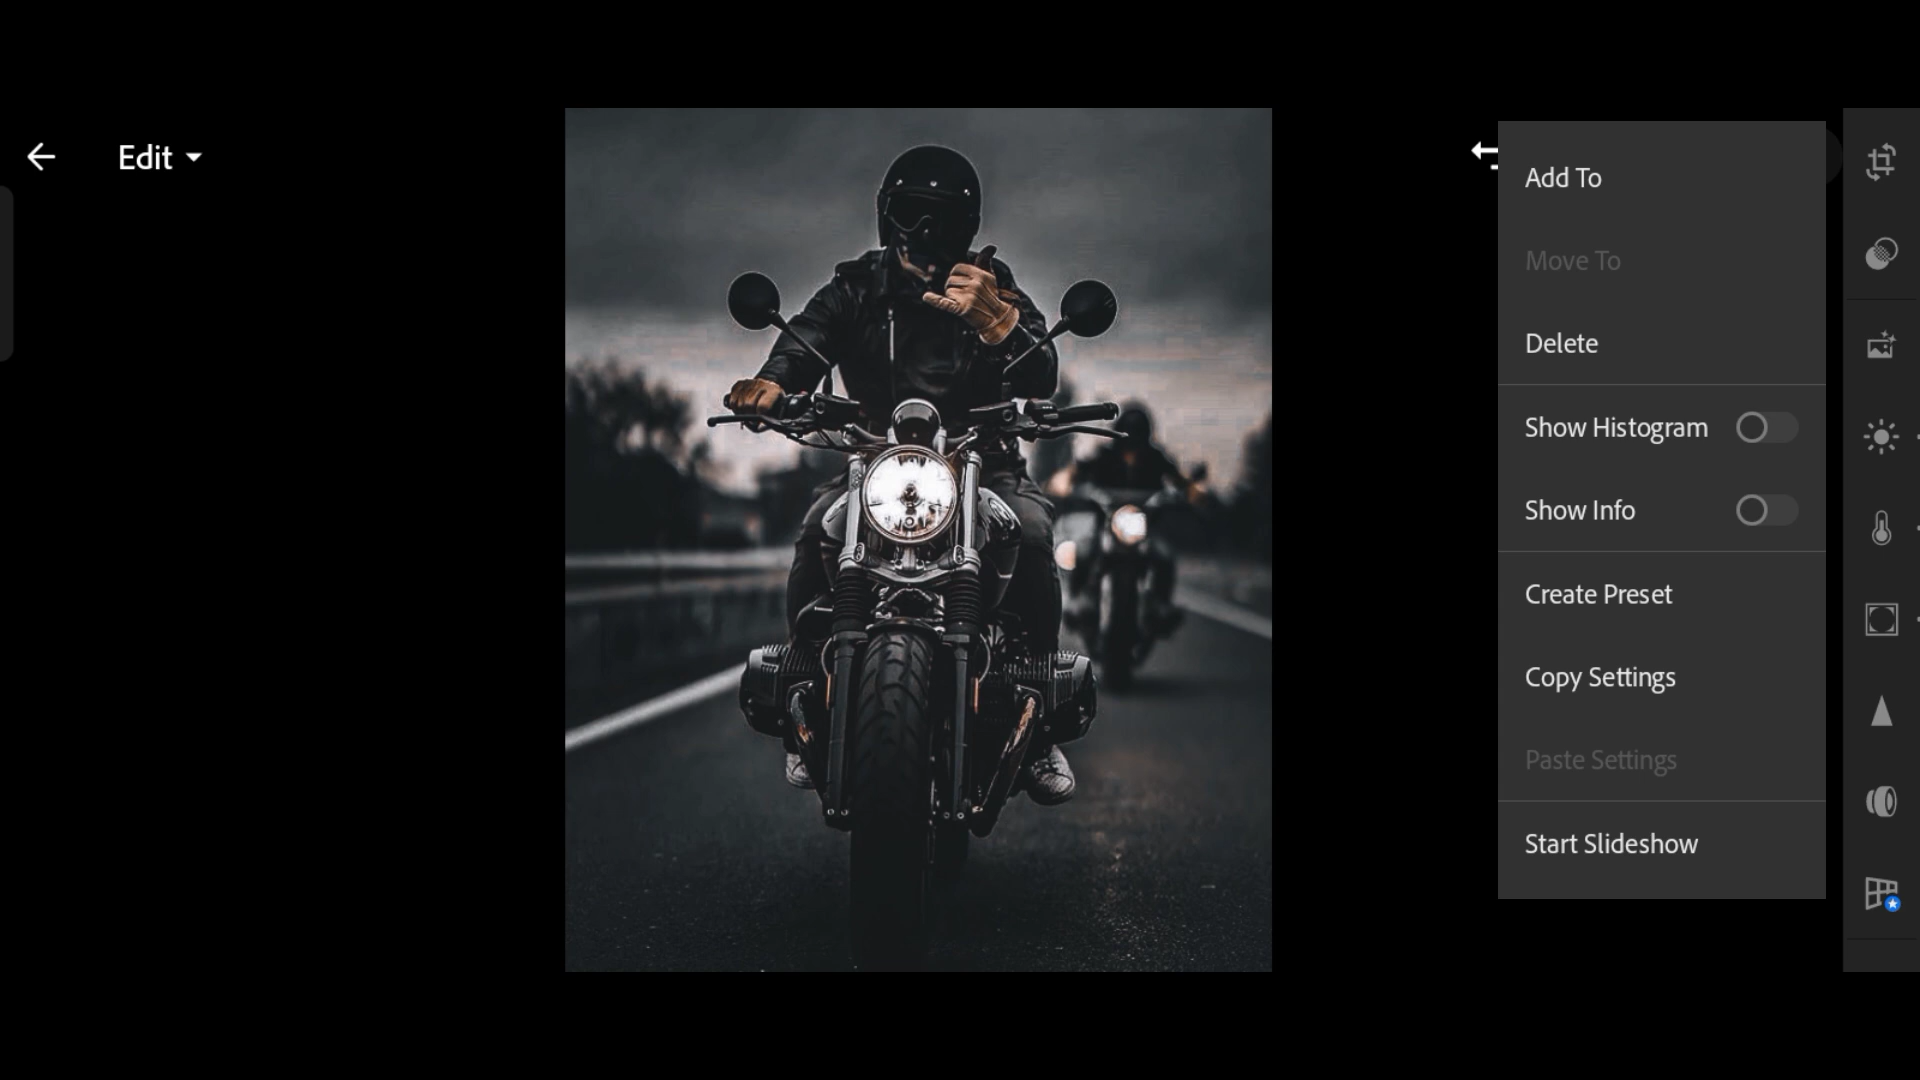 Edit
Add To
Move To
Delete
Show Histogram
Show Info
Create Preset
Copy Settings
Paste Settings
Start Slideshow